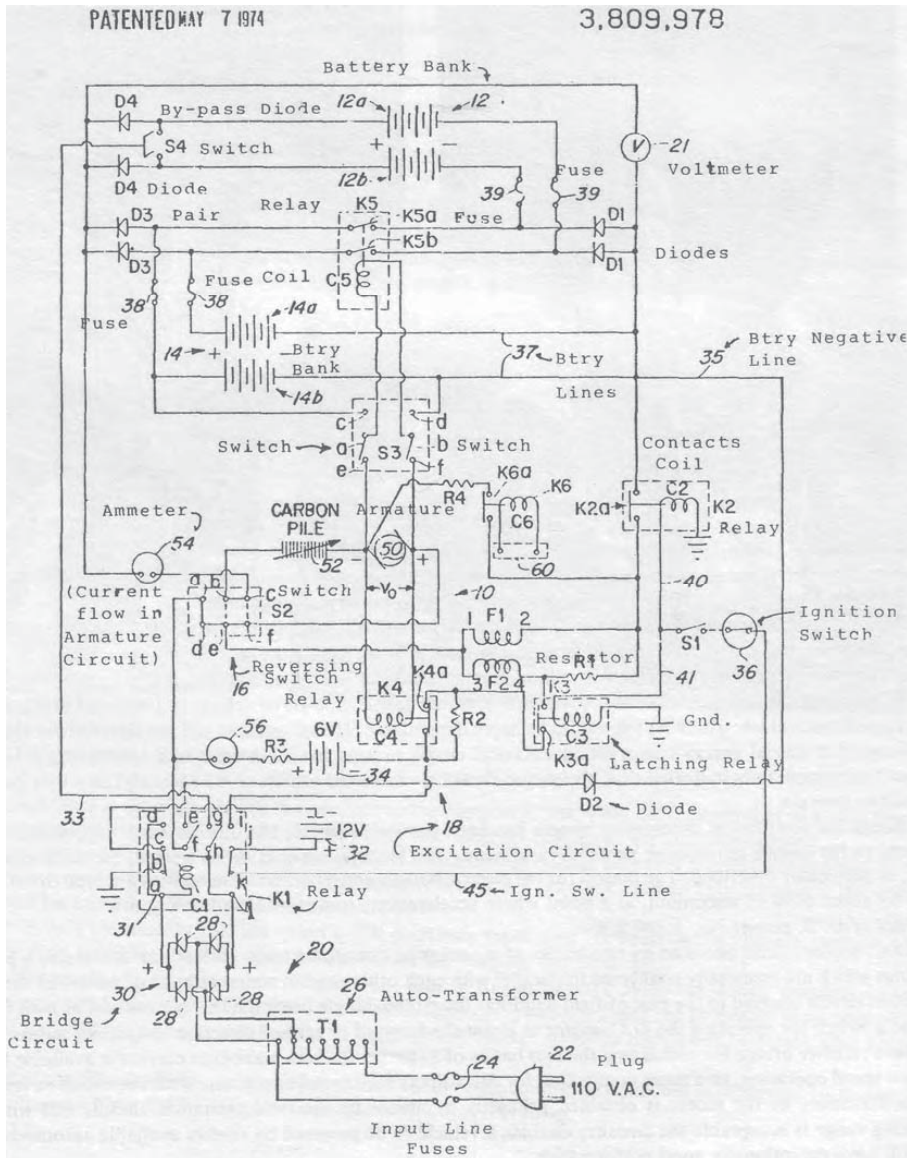 PATENTED MAY 7 1974 3,809,978
Battery Bank
D4 By-pass Diode 12a 12
S4 Switch + − V 21
D4 Diode 12b Fuse Voltmeter
39 39
D3 Pair Relay K5 K5a Fuse D1
K5b
D3 Diodes D1
Fuse Coil C5
38 38
Fuse 14a
14 + Btry Bank 37 Btry Lines 35 Btry Negative Line
14b
c d
Switch a S3 b Switch
e f
Contacts Coil
K6a K6
R4 C2
Ammeter CARBON PILE Armature C6 K2a K2
Relay
54 52 − 50 + 60
40
(Current flow in Armature Circuit)
a b c Switch
S2 V₀ 10
d e f
1 F1 2 S1 Ignition Switch
16 Reversing Switch
Resistor 36
3 F2 4 R1
Relay K4 K4a K3 41
C4 R2 C3 Gnd.
56 6V
R3 + 34 K3a Latching Relay
33 D2 Diode
d e g i − 12V 18
c f h + 32 Excitation Circuit
b k
a C1 l K1 Relay 45 Ign. Sw. Line
31 28
+ + 20
30 28' 28 26 Auto-Transformer
Bridge Circuit T1
24 22 Plug
110 V.A.C.
Input Line Fuses